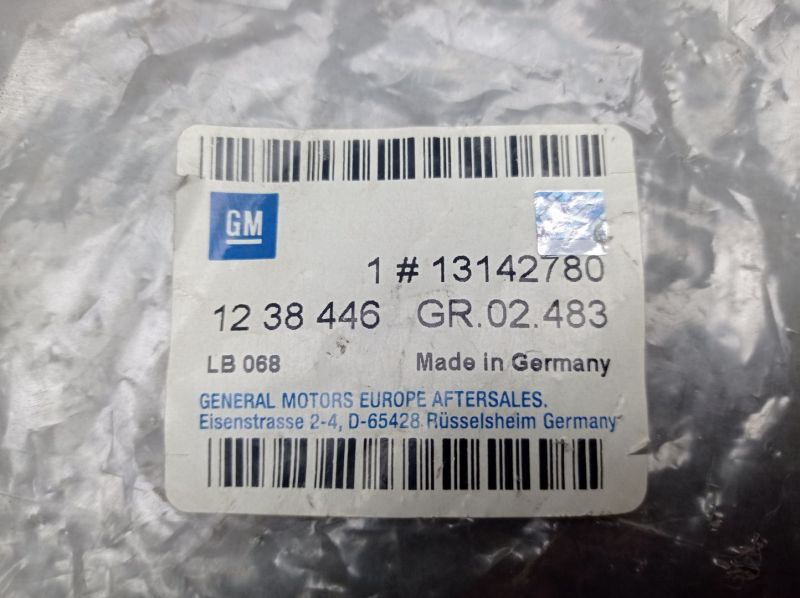 GM
1 # 13142780
12 38 446 GR.02.483
LB 068 Made in Germany
GENERAL MOTORS EUROPE AFTERSALES.
Eisenstrasse 2-4, D-65428 Rüsselsheim Germany